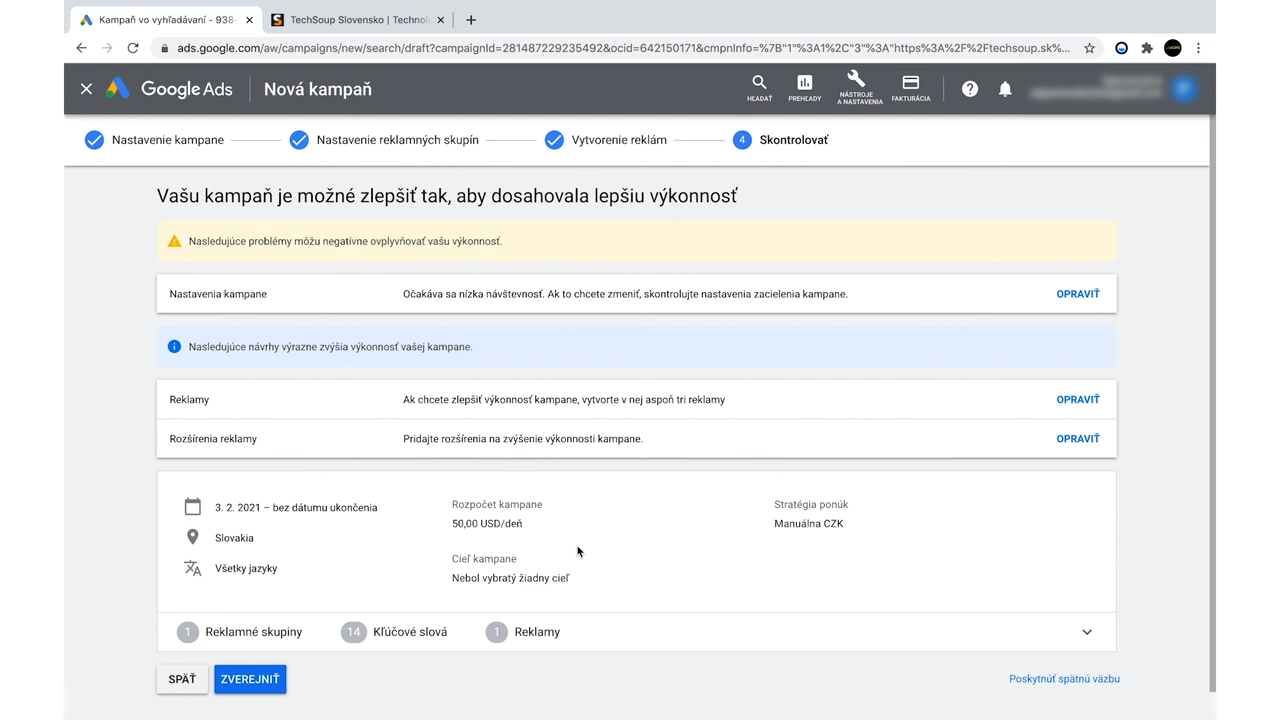 Kampaň vo vyhľadávaní - 938-
TechSoup Slovensko | Technol
ads.google.com/aw/campaigns/new/search/draft?campaignId=281487229235492&ocid=642150171&cmpnInfo=%7B"1"%3A1%2C"3"%3A"https%3A%2F%2Ftechsoup.sk%...
Google Ads
Nová kampaň
HĽADAŤ
PREHĽADY
NÁSTROJE
A NASTAVENIA
FAKTURÁCIA
Nastavenie kampane
Nastavenie reklamných skupín
Vytvorenie reklám
4 Skontrolovať
Vašu kampaň je možné zlepšiť tak, aby dosahovala lepšiu výkonnosť
Nasledujúce problémy môžu negatívne ovplyvňovať vašu výkonnosť.
Nastavenia kampane Očakáva sa nízka návštevnosť. Ak to chcete zmeniť, skontrolujte nastavenia zacielenia kampane. OPRAVIŤ
Nasledujúce návrhy výrazne zvýšia výkonnosť vašej kampane.
Reklamy Ak chcete zlepšiť výkonnosť kampane, vytvorte v nej aspoň tri reklamy OPRAVIŤ
Rozšírenia reklamy Pridajte rozšírenia na zvýšenie výkonnosti kampane. OPRAVIŤ
3. 2. 2021 – bez dátumu ukončenia
Slovakia
Všetky jazyky
Rozpočet kampane
50,00 USD/deň
Cieľ kampane
Nebol vybratý žiadny cieľ
Stratégia ponúk
Manuálna CZK
1 Reklamné skupiny 14 Kľúčové slová 1 Reklamy
SPÄŤ ZVEREJNIŤ Poskytnúť spätnú väzbu